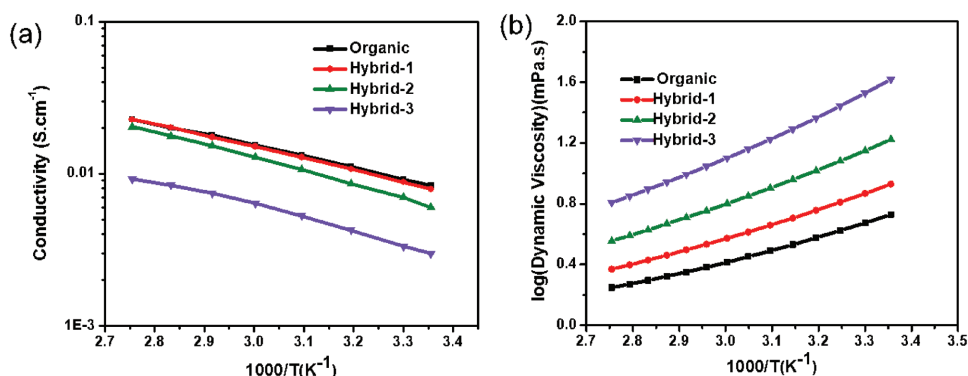 (a)
0.1
0.01
1E-3
Conductivity (S.cm⁻¹)
Organic
Hybrid-1
Hybrid-2
Hybrid-3
2.7 2.8 2.9 3.0 3.1 3.2 3.3 3.4
1000/T(K⁻¹)
(b)
2.0
1.6
1.2
0.8
0.4
0.0
log(Dynamic Viscosity)(mPa.s)
Organic
Hybrid-1
Hybrid-2
Hybrid-3
2.7 2.8 2.9 3.0 3.1 3.2 3.3 3.4 3.5
1000/T(K⁻¹)